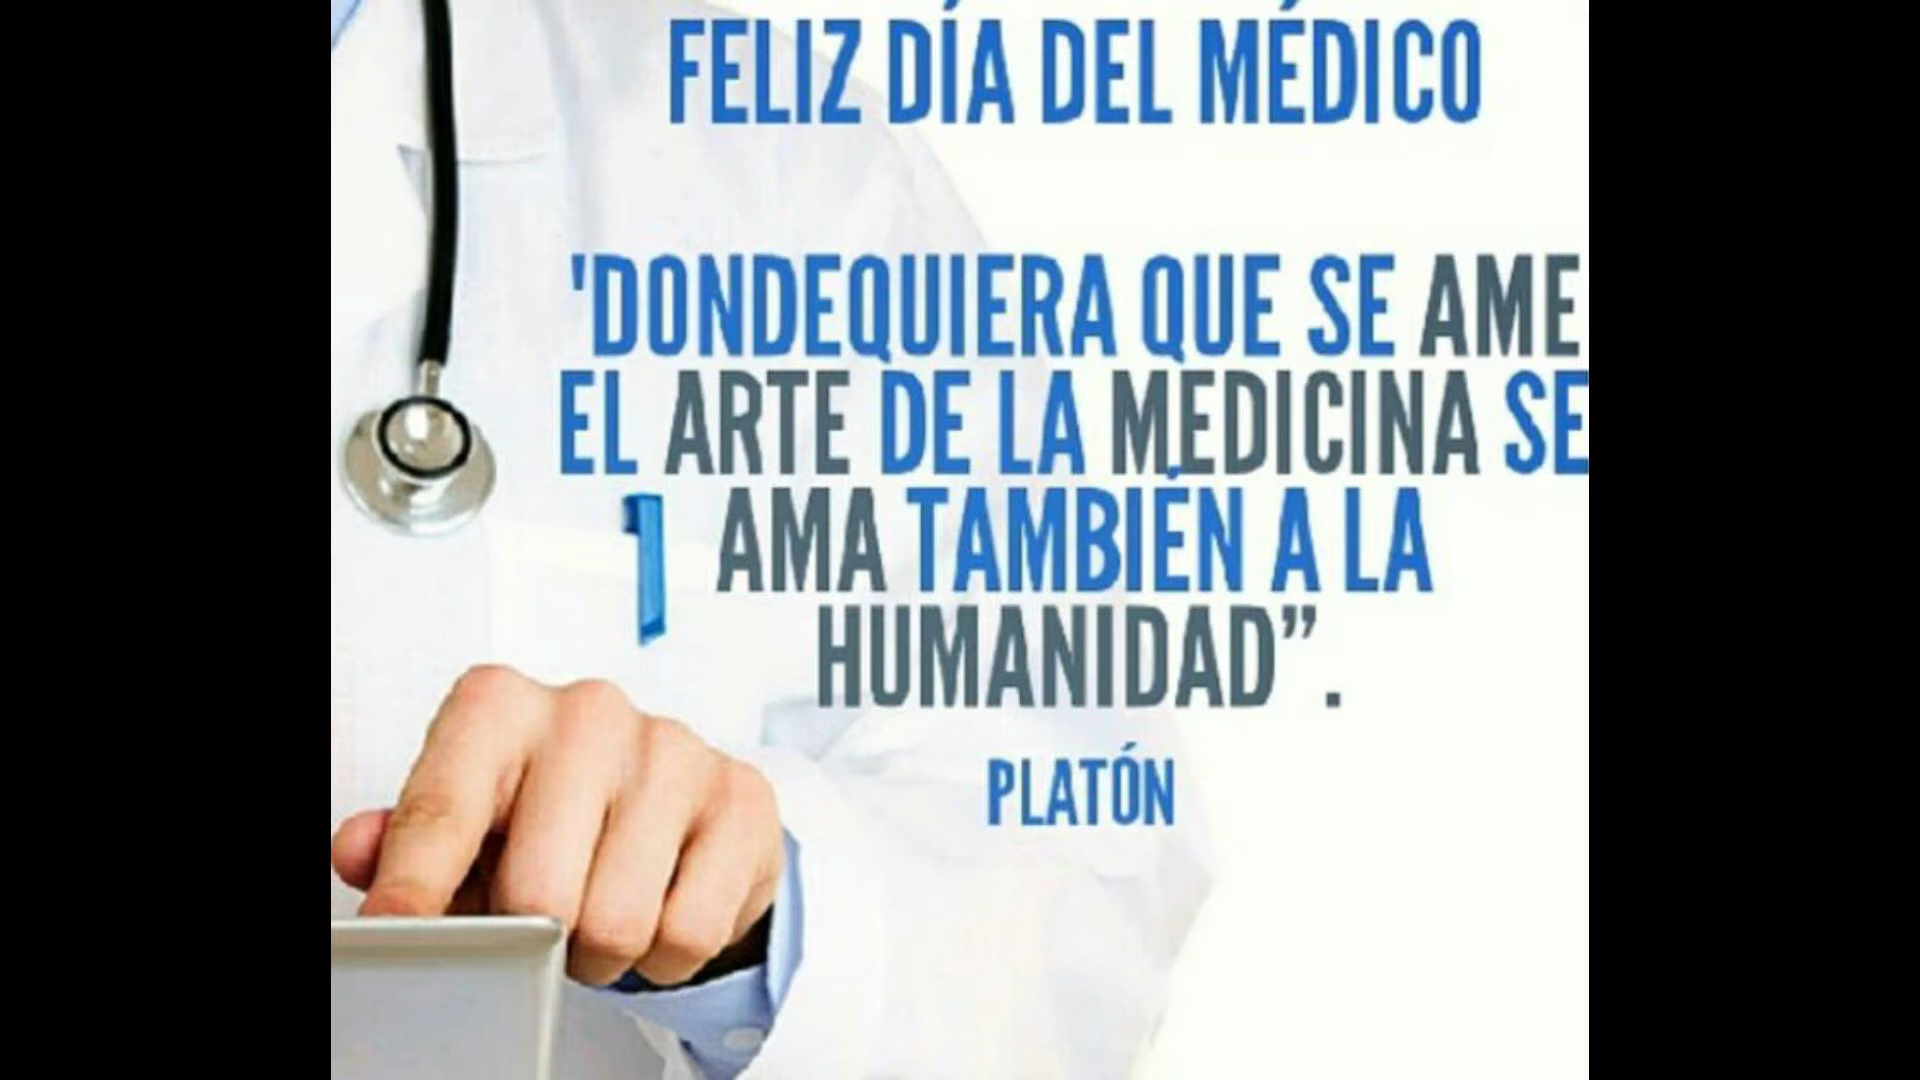 FELIZ DÍA DEL MÉDICO
'DONDEQUIERA QUE SE AME
EL ARTE DE LA MEDICINA SE
AMA TAMBIÉN A LA
HUMANIDAD” .
PLATÓN